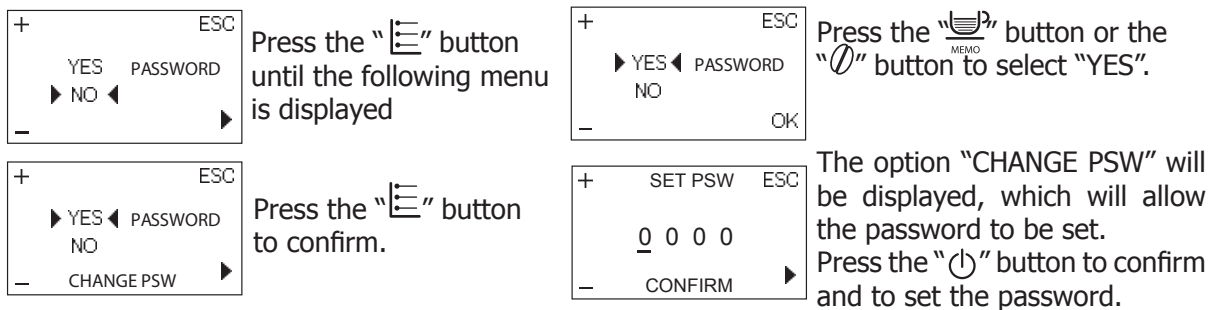 + ESC
YES PASSWORD
NO
–
Press the “ ” button
until the following menu
is displayed
+ ESC
YES PASSWORD
NO
– OK
Press the “ MEMO ” button or the
“ ” button to select “YES”.
+ ESC
YES PASSWORD
NO
– CHANGE PSW
Press the “ ” button
to confirm.
+ SET PSW ESC
0 0 0 0
– CONFIRM
The option “CHANGE PSW” will
be displayed, which will allow
the password to be set.
Press the “ ” button to confirm
and to set the password.